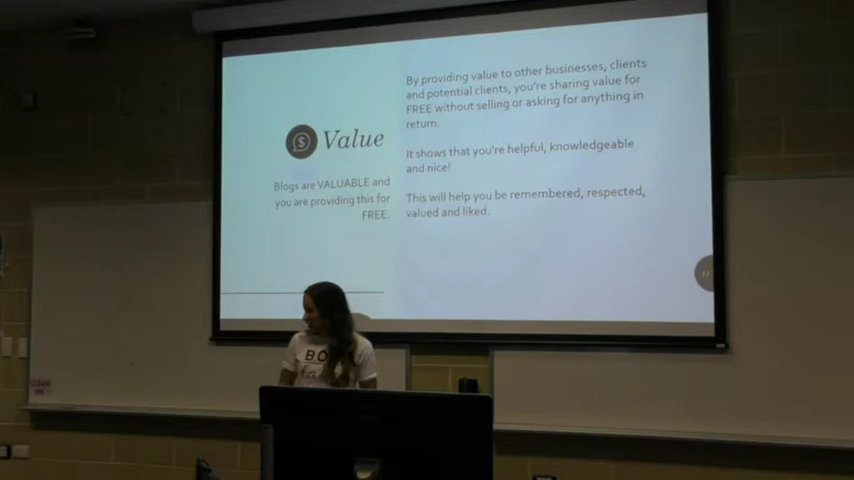 Value
Blogs are VALUABLE and
you are providing this for
FREE.
By providing value to other businesses, clients
and potential clients, you're sharing value for
FREE without selling or asking for anything in
return.
It shows that you're helpful, knowledgeable
and nice!
This will help you be remembered, respected,
valued and liked.
BO